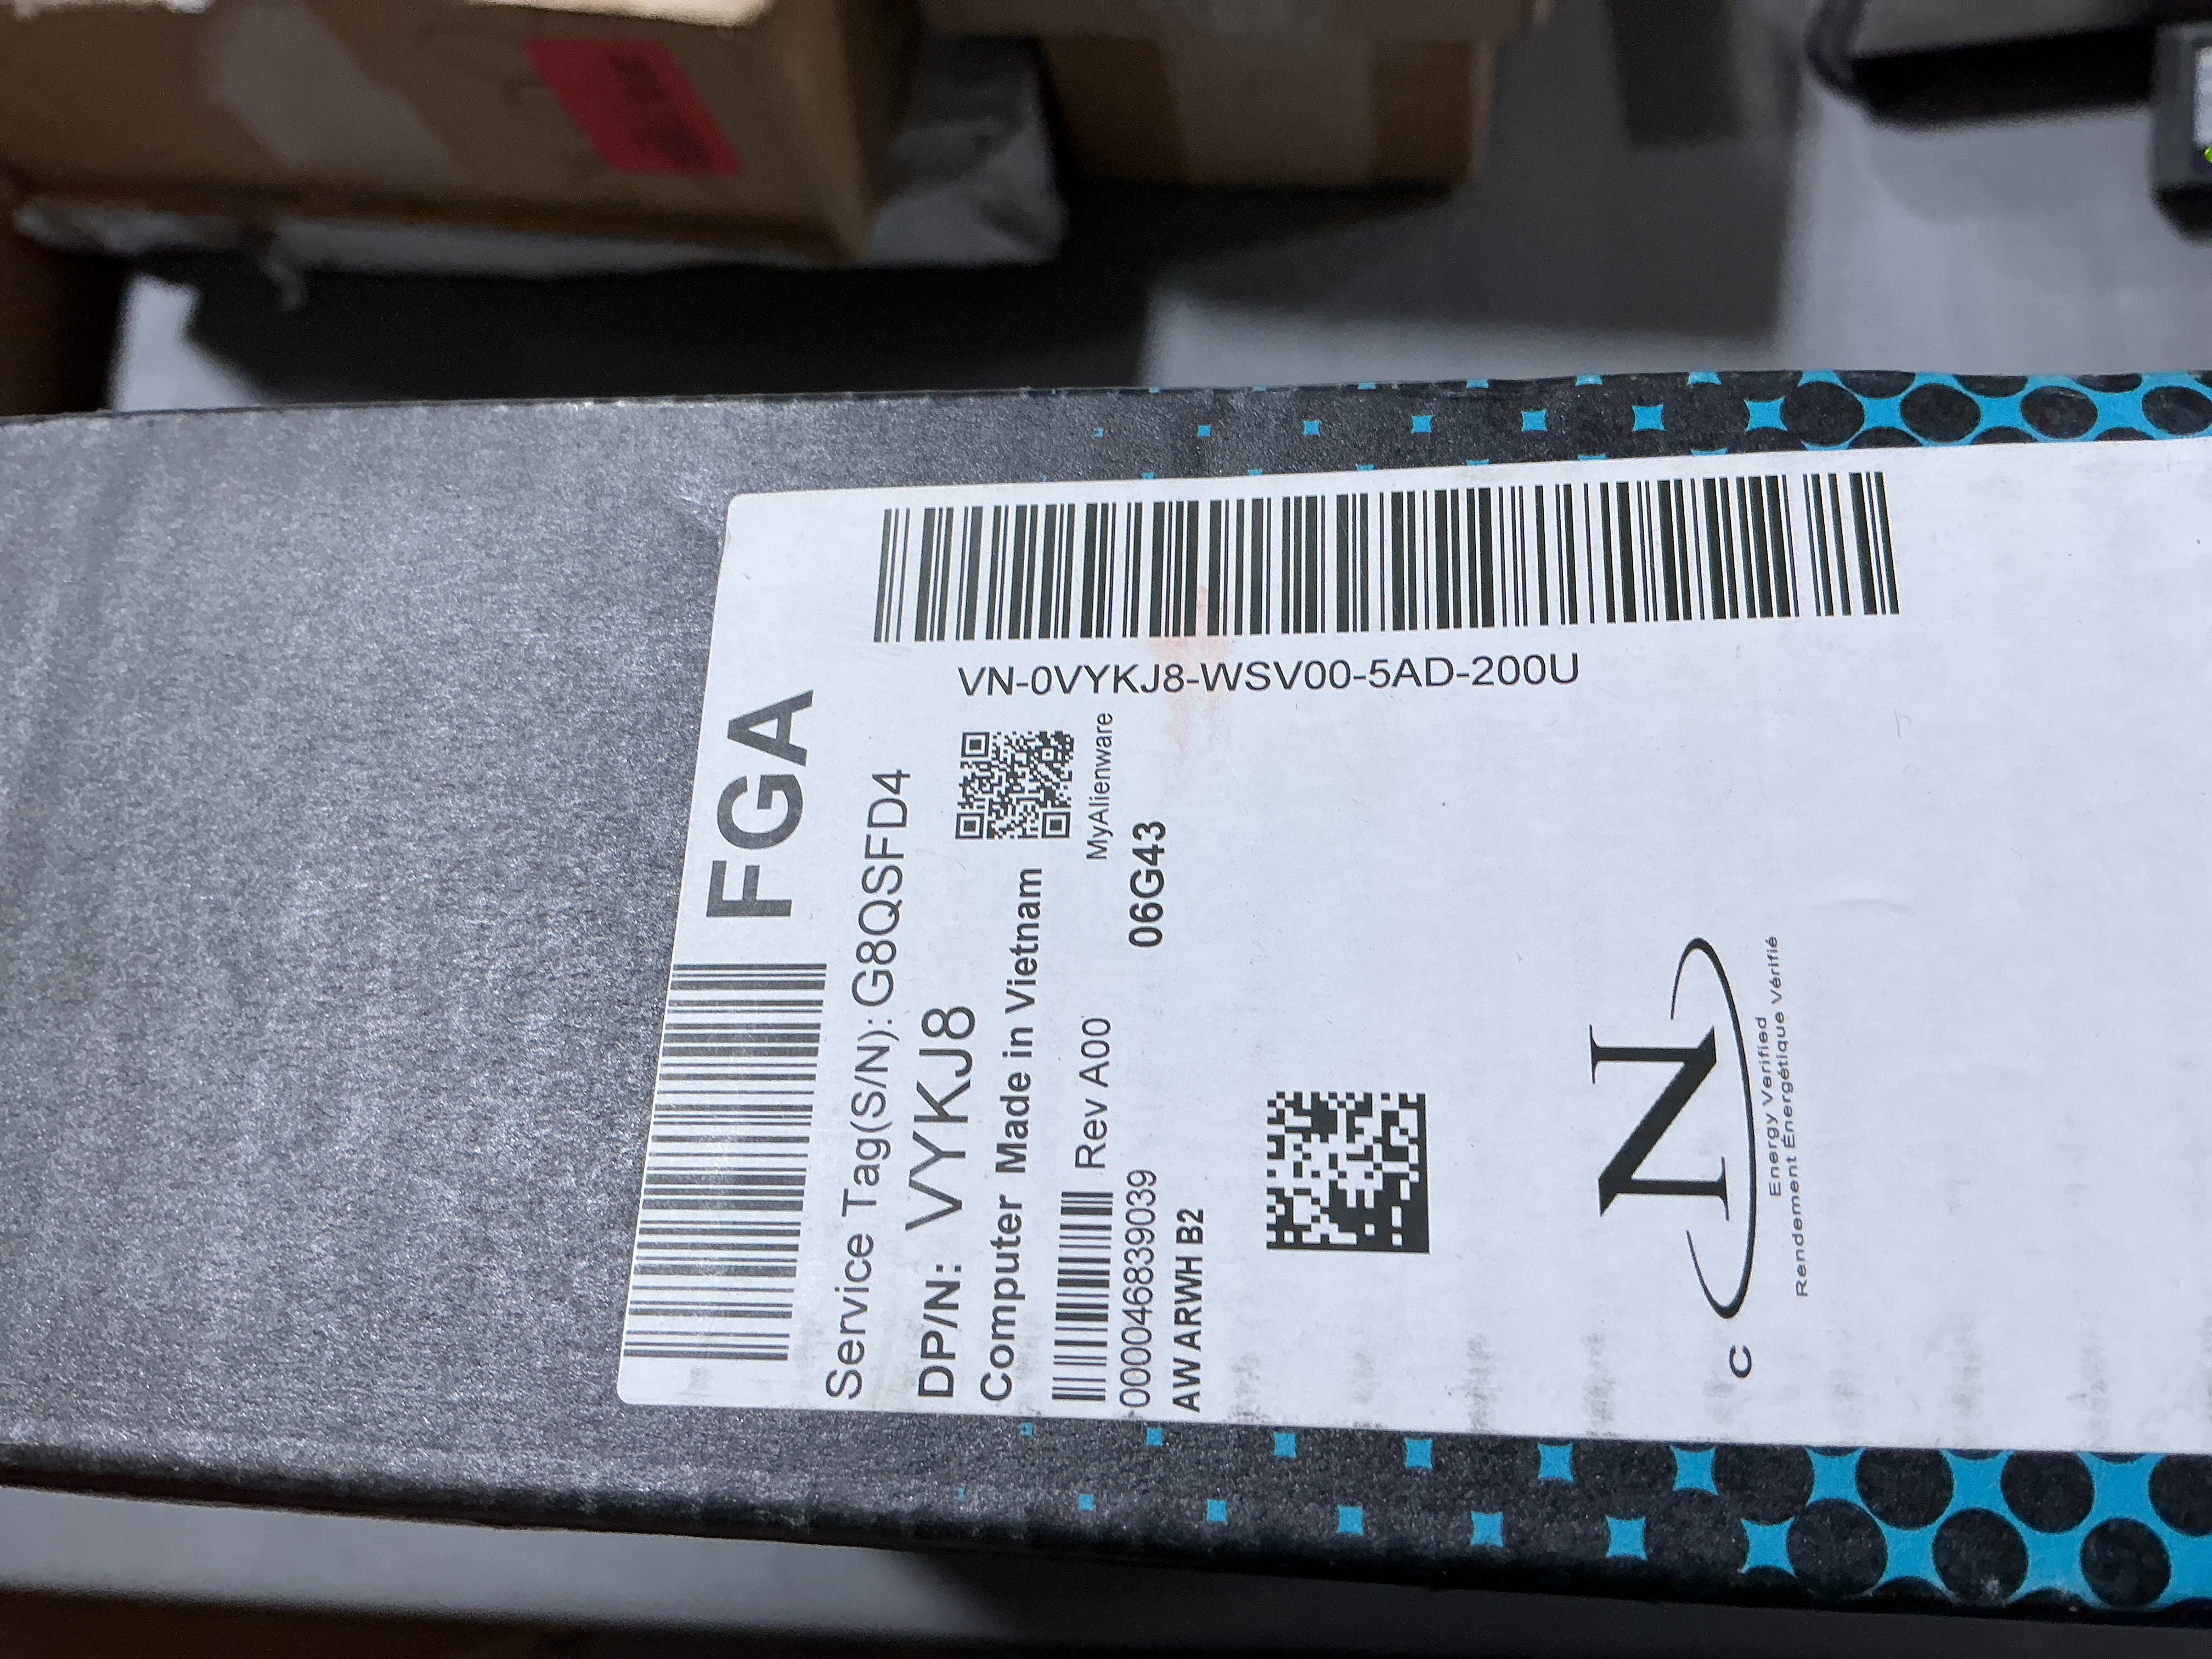 FGA
Service Tag(S/N):G8QSFD4
DP/N: VYKJ8
Computer Made in Vietnam
Rev A00
MyAlienware
00004683903​9
06G43
AW ARWH B2
VN-0VYKJ8-WSV00-5AD-200U
C
N
Energy Verified
Rendement Énergétique Vérifié